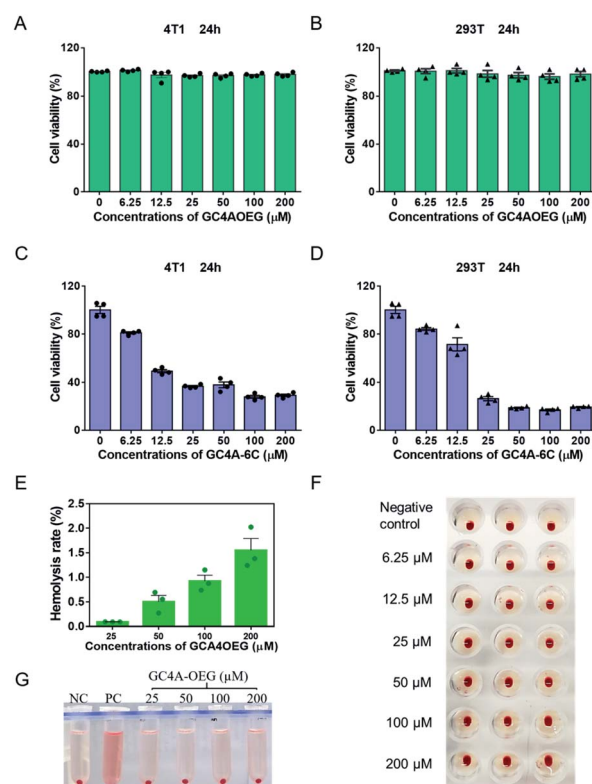 A
4T1 24h
Cell viability (%)
120
80
40
0
0 6.25 12.5 25 50 100 200
Concentrations of GC4AOEG (μM)
B
293T 24h
Cell viability (%)
120
80
40
0
0 6.25 12.5 25 50 100 200
Concentrations of GC4AOEG (μM)
C
4T1 24h
Cell viability (%)
120
80
40
0
0 6.25 12.5 25 50 100 200
Concentrations of GC4A-6C (μM)
D
293T 24h
Cell viability (%)
120
80
40
0
0 6.25 12.5 25 50 100 200
Concentrations of GC4A-6C (μM)
E
Hemolysis rate (%)
2.5
2.0
1.5
1.0
0.5
0.0
25 50 100 200
Concentrations of GCA4OEG (μM)
F
Negative
control
6.25 μM
12.5 μM
25 μM
50 μM
100 μM
200 μM
G
GC4A-OEG (μM)
NC PC 25 50 100 200